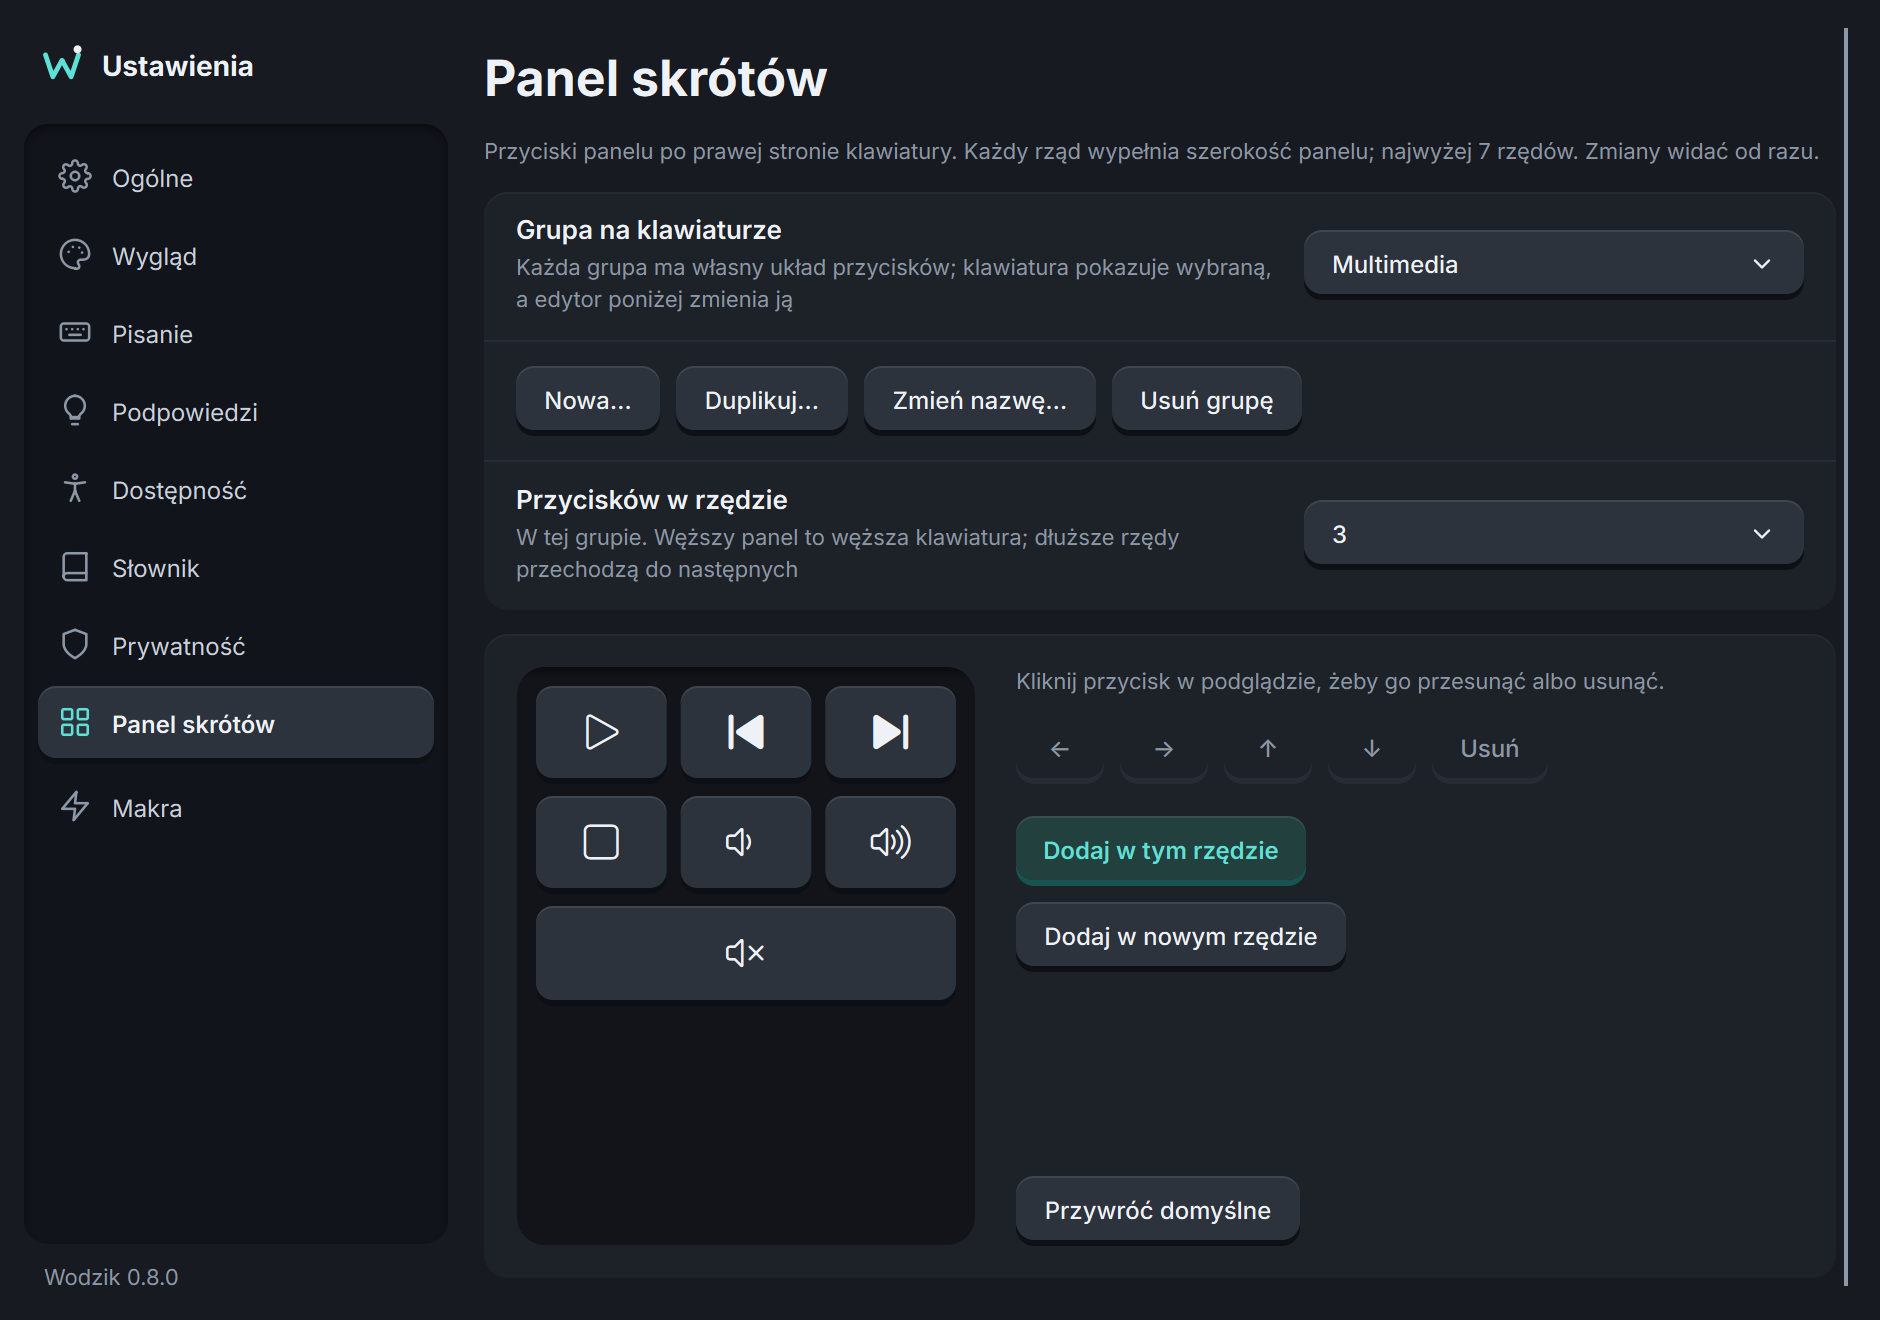 Ustawienia
Ogólne
Wygląd
Pisanie
Podpowiedzi
Dostępność
Słownik
Prywatność
Panel skrótów
Makra
Wodzik 0.8.0
Panel skrótów
Przyciski panelu po prawej stronie klawiatury. Każdy rząd wypełnia szerokość panelu; najwyżej 7 rzędów. Zmiany widać od razu.
Grupa na klawiaturze
Każda grupa ma własny układ przycisków; klawiatura pokazuje wybraną,
a edytor poniżej zmienia ją
Multimedia
Nowa... Duplikuj... Zmień nazwę... Usuń grupę
Przycisków w rzędzie
W tej grupie. Węższy panel to węższa klawiatura; dłuższe rzędy
przechodzą do następnych
3
Kliknij przycisk w podglądzie, żeby go przesunąć albo usunąć.
← → ↑ ↓ Usuń
Dodaj w tym rzędzie
Dodaj w nowym rzędzie
Przywróć domyślne